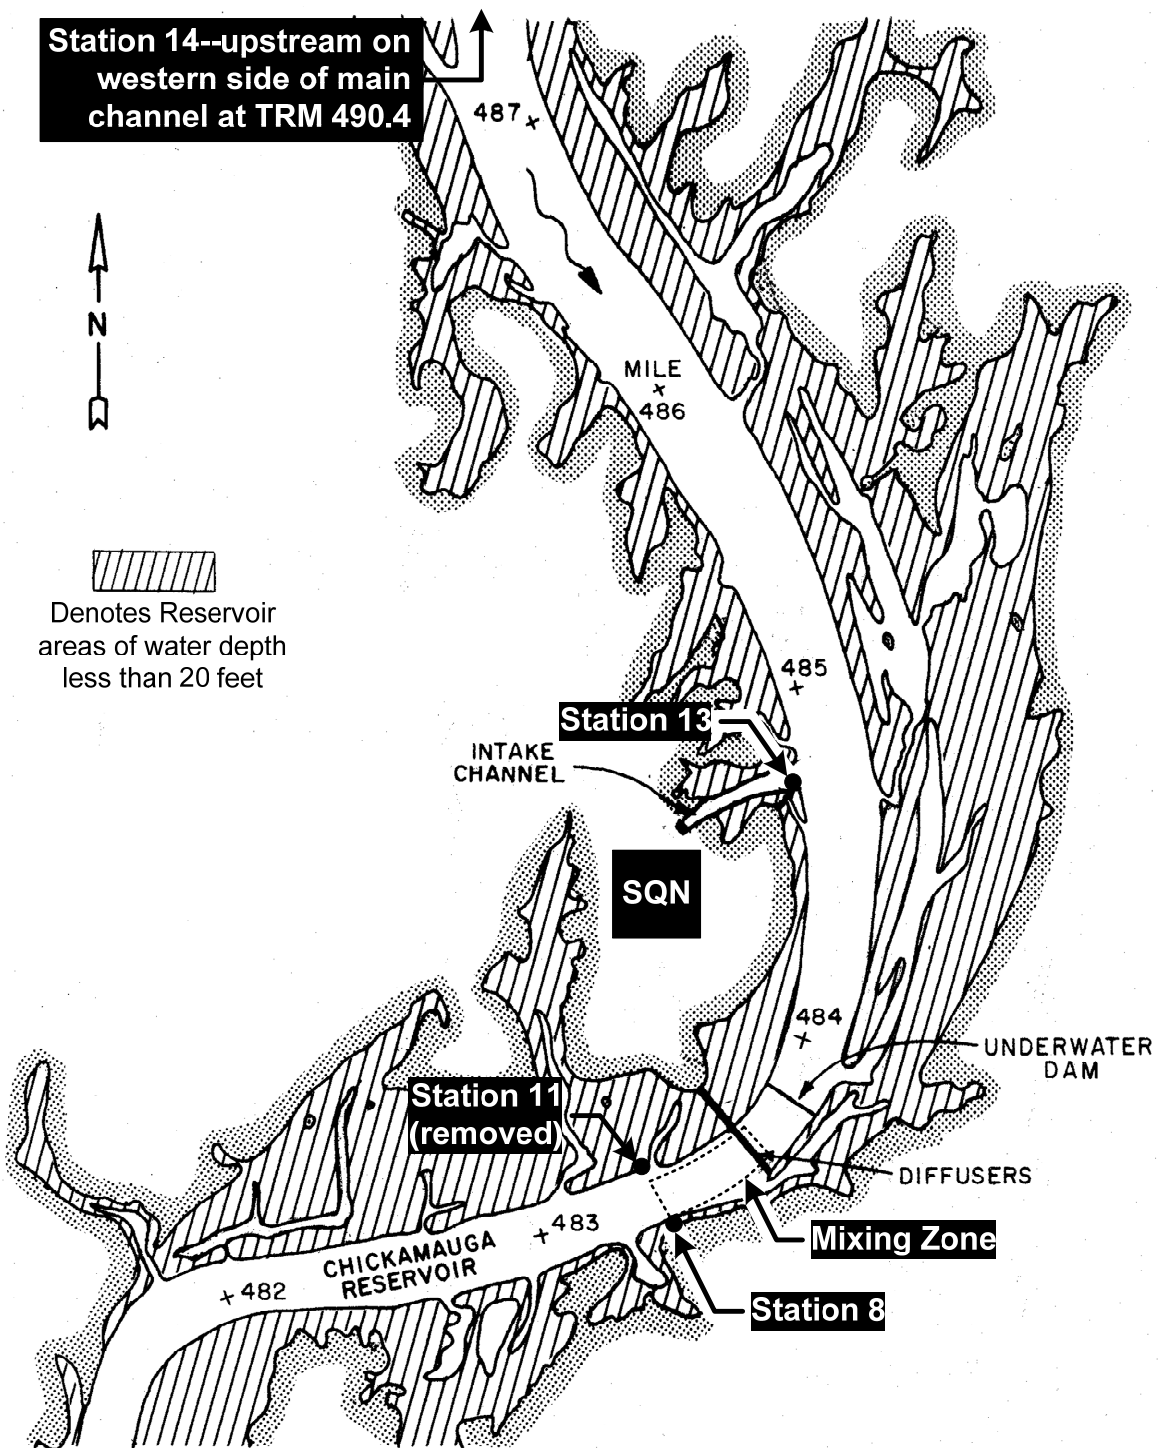 Station 14--upstream on
western side of main
channel at TRM 490.4
487
N
MILE
486
Denotes Reservoir
areas of water depth
less than 20 feet
485
Station 13
INTAKE
CHANNEL
SQN
484
UNDERWATER
DAM
Station 11
(removed)
DIFFUSERS
483
Mixing Zone
CHICKAMAUGA
RESERVOIR
482
Station 8